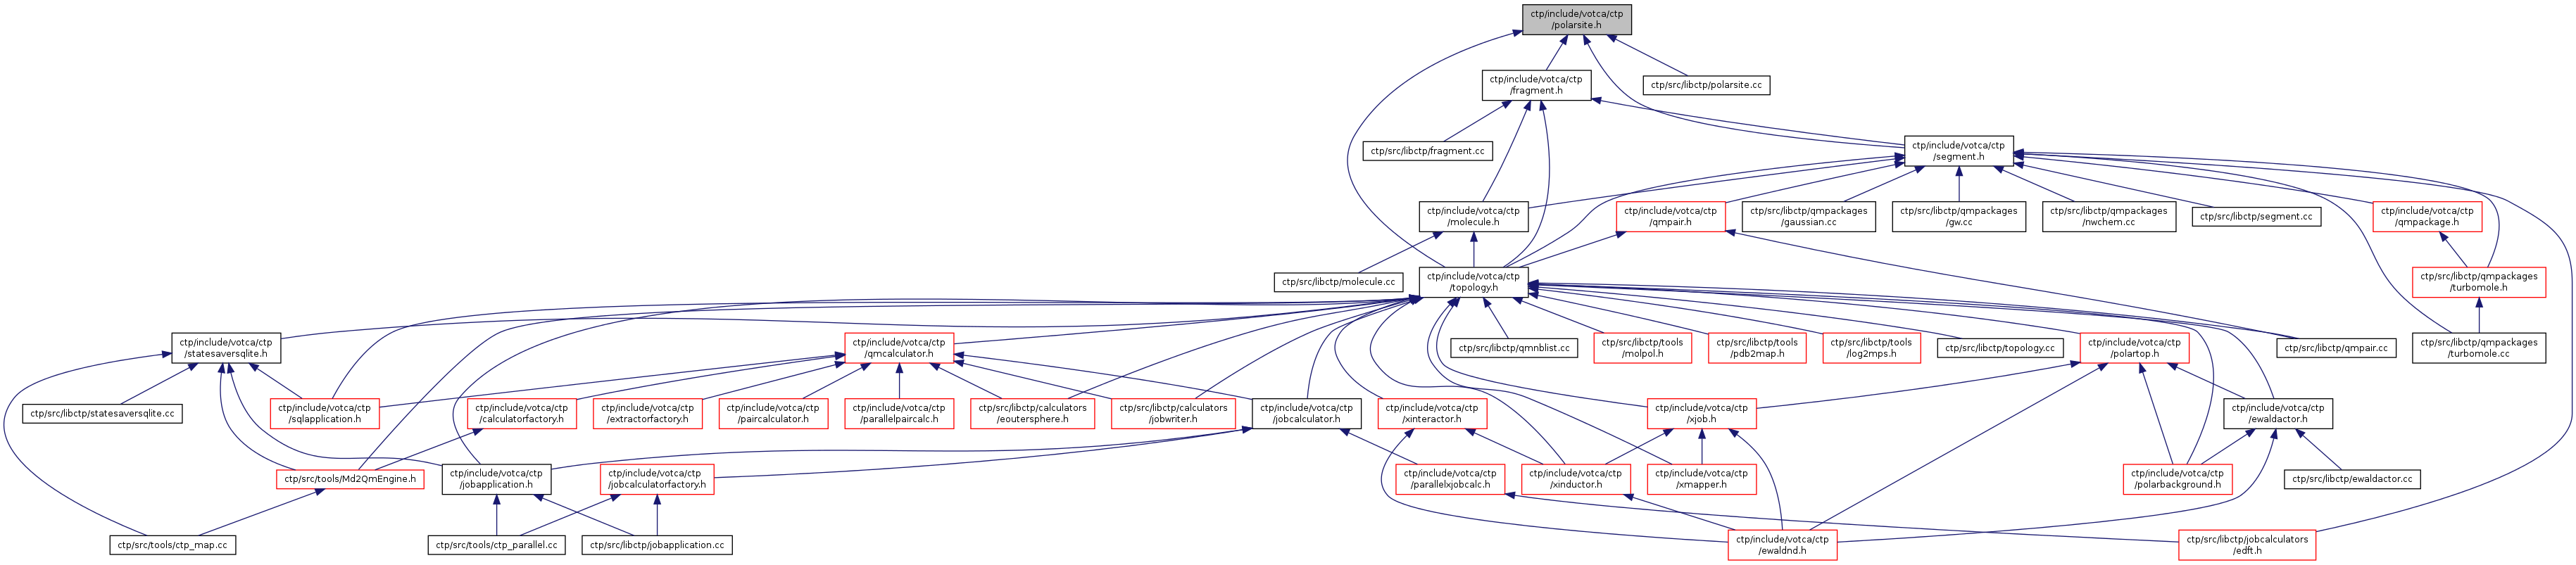 ctp/include/votca/ctp
/polarsite.h
ctp/include/votca/ctp
/fragment.h
ctp/src/libctp/polarsite.cc
ctp/src/libctp/fragment.cc
ctp/include/votca/ctp
/segment.h
ctp/include/votca/ctp
/molecule.h
ctp/include/votca/ctp
/qmpair.h
ctp/src/libctp/qmpackages
/gaussian.cc
ctp/src/libctp/qmpackages
/gw.cc
ctp/src/libctp/qmpackages
/nwchem.cc
ctp/src/libctp/segment.cc
ctp/include/votca/ctp
/qmpackage.h
ctp/src/libctp/molecule.cc
ctp/include/votca/ctp
/topology.h
ctp/src/libctp/qmpackages
/turbomole.h
ctp/include/votca/ctp
/statesaversqlite.h
ctp/include/votca/ctp
/qmcalculator.h
ctp/src/libctp/qmnblist.cc
ctp/src/libctp/tools
/molpol.h
ctp/src/libctp/tools
/pdb2map.h
ctp/src/libctp/tools
/log2mps.h
ctp/src/libctp/topology.cc
ctp/include/votca/ctp
/polartop.h
ctp/src/libctp/qmpair.cc
ctp/src/libctp/qmpackages
/turbomole.cc
ctp/src/libctp/statesaversqlite.cc
ctp/include/votca/ctp
/sqlapplication.h
ctp/include/votca/ctp
/calculatorfactory.h
ctp/include/votca/ctp
/extractorfactory.h
ctp/include/votca/ctp
/paircalculator.h
ctp/include/votca/ctp
/parallelpaircalc.h
ctp/src/libctp/calculators
/eoutersphere.h
ctp/src/libctp/calculators
/jobwriter.h
ctp/include/votca/ctp
/jobcalculator.h
ctp/include/votca/ctp
/xinteractor.h
ctp/include/votca/ctp
/xjob.h
ctp/include/votca/ctp
/ewaldactor.h
ctp/src/tools/Md2QmEngine.h
ctp/include/votca/ctp
/jobapplication.h
ctp/include/votca/ctp
/jobcalculatorfactory.h
ctp/include/votca/ctp
/parallelxjobcalc.h
ctp/include/votca/ctp
/xinductor.h
ctp/include/votca/ctp
/xmapper.h
ctp/include/votca/ctp
/polarbackground.h
ctp/src/libctp/ewaldactor.cc
ctp/src/tools/ctp_map.cc
ctp/src/tools/ctp_parallel.cc
ctp/src/libctp/jobapplication.cc
ctp/include/votca/ctp
/ewaldnd.h
ctp/src/libctp/jobcalculators
/edft.h